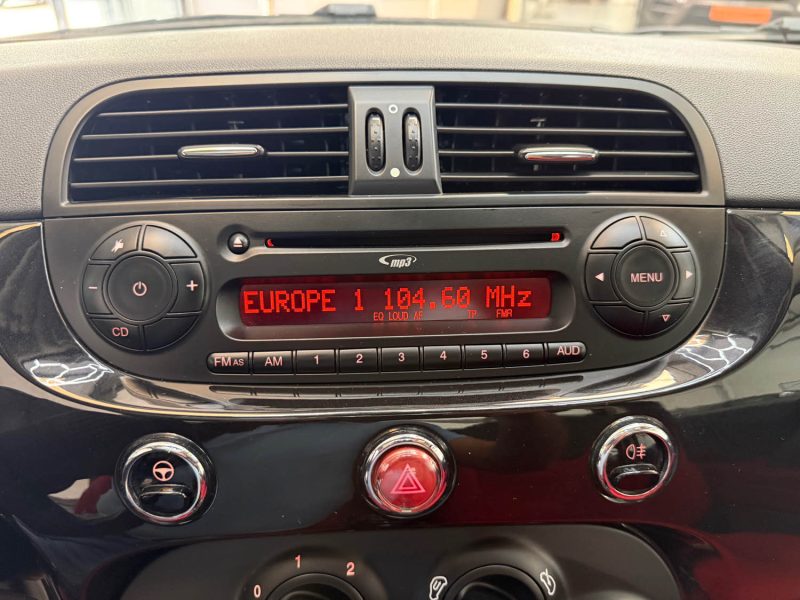 mp3
MENU
EUROPE 1 104,60 MHz
EQ LOUD AF TP FWR
CD
FM AS AM 1 2 3 4 5 6 AUD
0 1 2